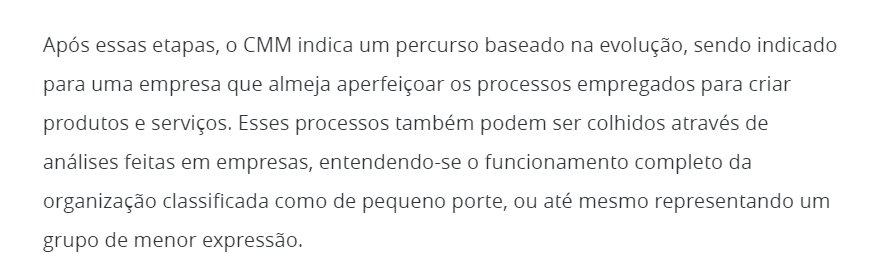 Após essas etapas, o CMM indica um percurso baseado na evolução, sendo indicado
para uma empresa que almeja aperfeiçoar os processos empregados para criar
produtos e serviços. Esses processos também podem ser colhidos através de
análises feitas em empresas, entendendo-se o funcionamento completo da
organização classificada como de pequeno porte, ou até mesmo representando um
grupo de menor expressão.